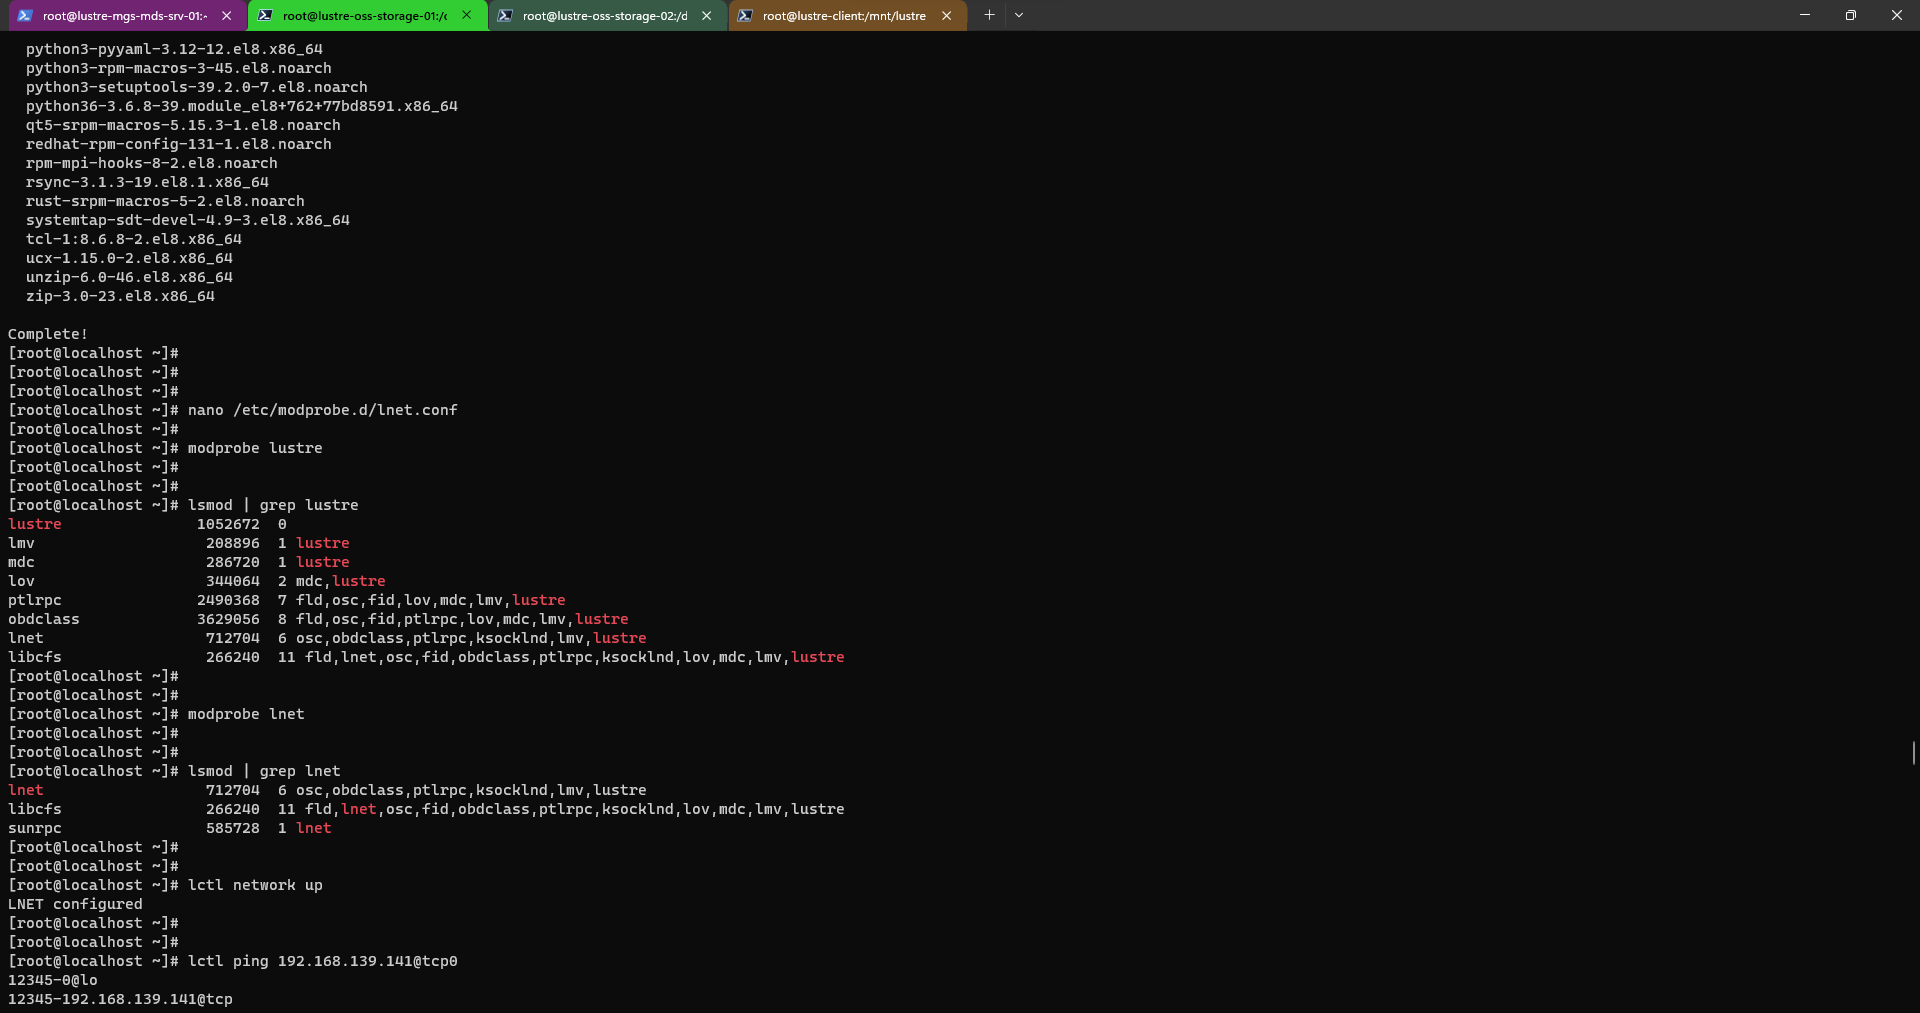 root@lustre-mgs-mds-srv-01:~
root@lustre-oss-storage-01:/c
root@lustre-oss-storage-02:/d
root@lustre-client:/mnt/lustre
python3-pyyaml-3.12-12.el8.x86_64
python3-rpm-macros-3-45.el8.noarch
python3-setuptools-39.2.0-7.el8.noarch
python36-3.6.8-39.module_el8+762+77bd8591.x86_64
qt5-srpm-macros-5.15.3-1.el8.noarch
redhat-rpm-config-131-1.el8.noarch
rpm-mpi-hooks-8-2.el8.noarch
rsync-3.1.3-19.el8.1.x86_64
rust-srpm-macros-5-2.el8.noarch
systemtap-sdt-devel-4.9-3.el8.x86_64
tcl-1:8.6.8-2.el8.x86_64
ucx-1.15.0-2.el8.x86_64
unzip-6.0-46.el8.x86_64
zip-3.0-23.el8.x86_64
Complete!
[root@localhost ~]#
[root@localhost ~]#
[root@localhost ~]#
[root@localhost ~]# nano /etc/modprobe.d/lnet.conf
[root@localhost ~]#
[root@localhost ~]# modprobe lustre
[root@localhost ~]#
[root@localhost ~]#
[root@localhost ~]# lsmod | grep lustre
lustre 1052672 0
lmv 208896 1 lustre
mdc 286720 1 lustre
lov 344064 2 mdc,lustre
ptlrpc 2490368 7 fld,osc,fid,lov,mdc,lmv,lustre
obdclass 3629056 8 fld,osc,fid,ptlrpc,lov,mdc,lmv,lustre
lnet 712704 6 osc,obdclass,ptlrpc,ksocklnd,lmv,lustre
libcfs 266240 11 fld,lnet,osc,fid,obdclass,ptlrpc,ksocklnd,lov,mdc,lmv,lustre
[root@localhost ~]#
[root@localhost ~]#
[root@localhost ~]# modprobe lnet
[root@localhost ~]#
[root@localhost ~]#
[root@localhost ~]# lsmod | grep lnet
lnet 712704 6 osc,obdclass,ptlrpc,ksocklnd,lmv,lustre
libcfs 266240 11 fld,lnet,osc,fid,obdclass,ptlrpc,ksocklnd,lov,mdc,lmv,lustre
sunrpc 585728 1 lnet
[root@localhost ~]#
[root@localhost ~]#
[root@localhost ~]# lctl network up
LNET configured
[root@localhost ~]#
[root@localhost ~]#
[root@localhost ~]# lctl ping 192.168.139.141@tcp0
12345-0@lo
12345-192.168.139.141@tcp